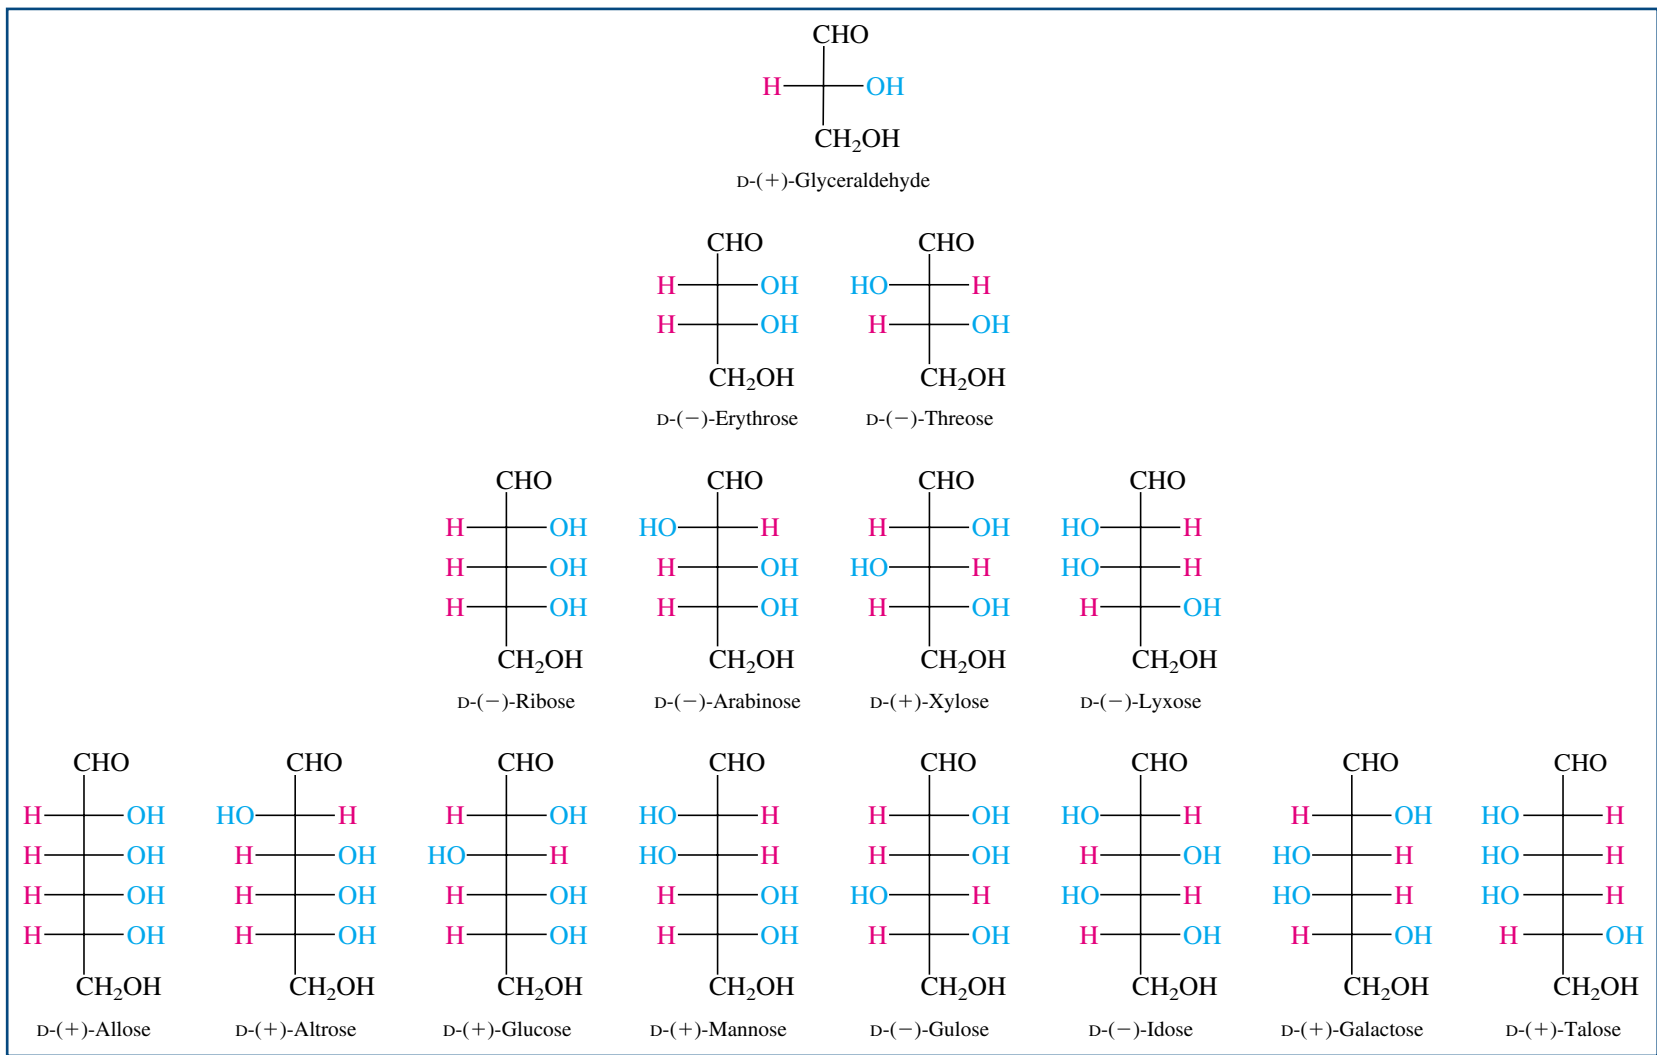 CHO
H OH
CH₂OH
D-(+)-Glyceraldehyde
CHO CHO
H OH HO H
H OH H OH
CH₂OH CH₂OH
D-(−)-Erythrose D-(−)-Threose
CHO CHO CHO CHO
H OH HO H H OH HO H
H OH H OH HO H HO H
H OH H OH H OH H OH
CH₂OH CH₂OH CH₂OH CH₂OH
D-(−)-Ribose D-(−)-Arabinose D-(+)-Xylose D-(−)-Lyxose
CHO CHO CHO CHO CHO CHO CHO CHO
H OH HO H H OH HO H H OH HO H H OH HO H
H OH H OH HO H HO H H OH H OH HO H HO H
H OH H OH H OH H OH HO H HO H HO H HO H
H OH H OH H OH H OH H OH H OH H OH H OH
CH₂OH CH₂OH CH₂OH CH₂OH CH₂OH CH₂OH CH₂OH CH₂OH
D-(+)-Allose D-(+)-Altrose D-(+)-Glucose D-(+)-Mannose D-(−)-Gulose D-(−)-Idose D-(+)-Galactose D-(+)-Talose